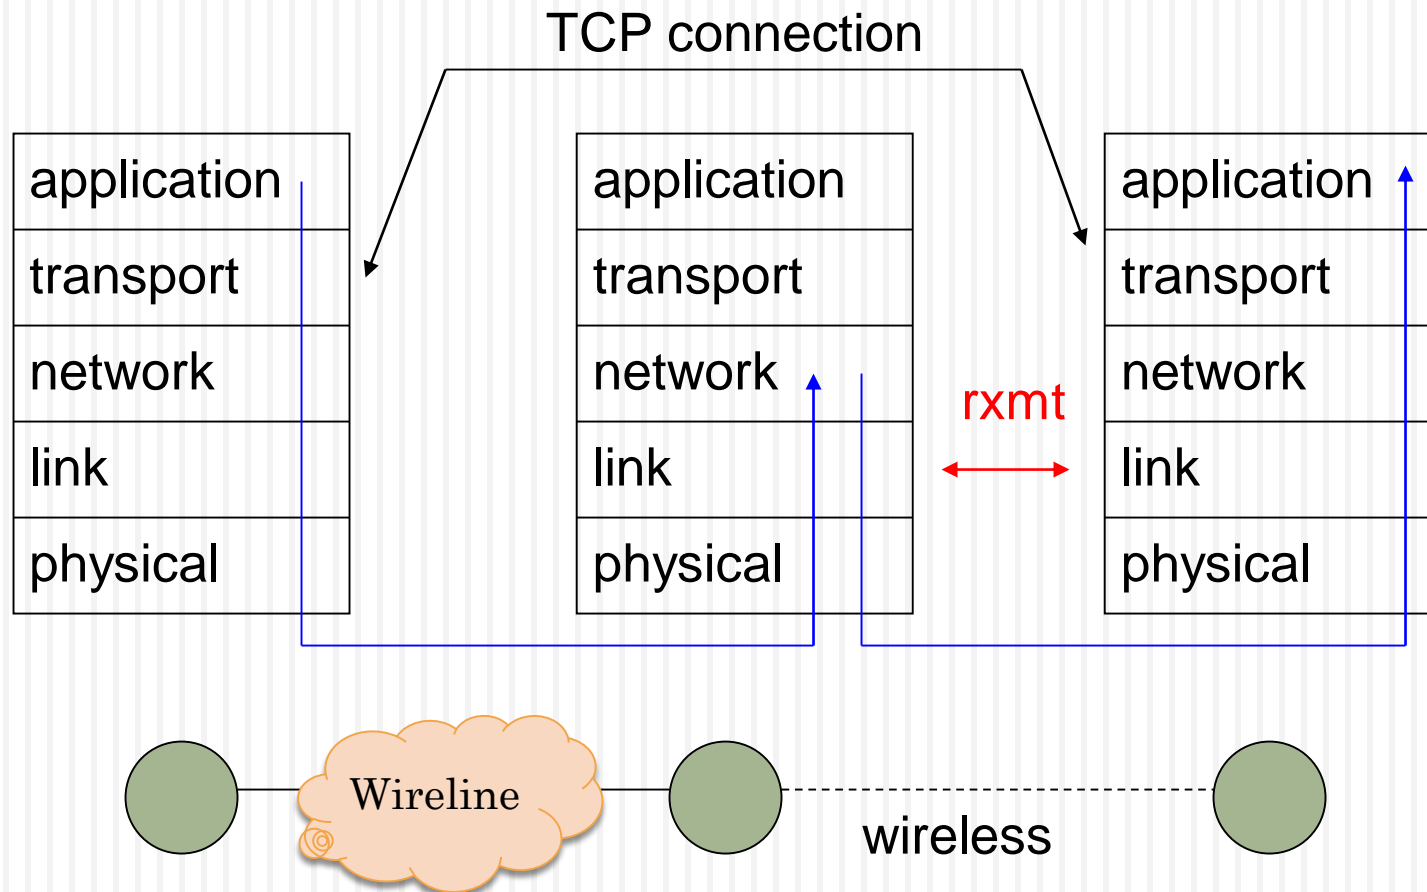 TCP connection
application
transport
network
link
physical
application
transport
network
link
physical
rxmt
application
transport
network
link
physical
Wireline
wireless